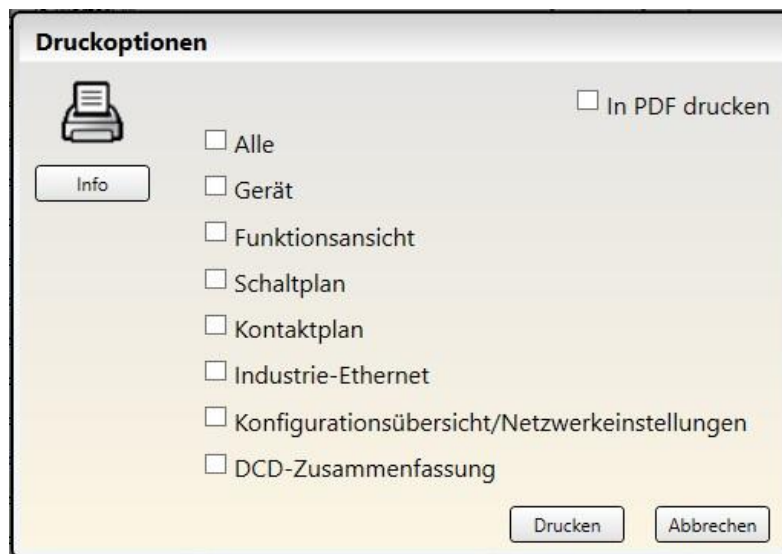 Druckoptionen
In PDF drucken
Alle
Info
Gerät
Funktionsansicht
Schaltplan
Kontaktplan
Industrie-Ethernet
Konfigurationsübersicht/Netzwerkeinstellungen
DCD-Zusammenfassung
Drucken
Abbrechen